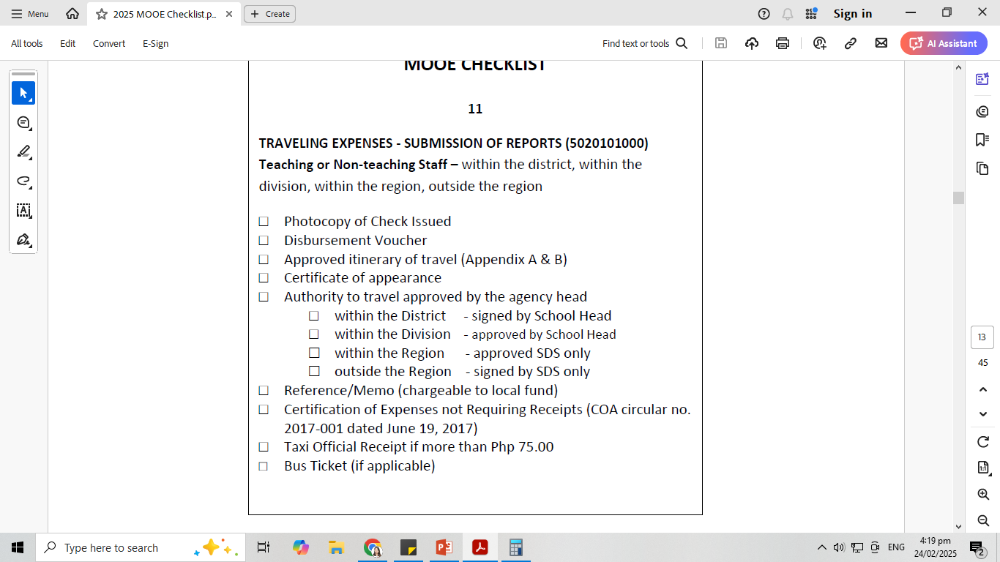 Menu
2025 MOOE Checklist.p...
Create
Sign in
All tools
Edit
Convert
E-Sign
Find text or tools
AI Assistant
MOOE CHECKLIST
11
TRAVELING EXPENSES - SUBMISSION OF REPORTS (5020101000)
Teaching or Non-teaching Staff – within the district, within the
division, within the region, outside the region
☐ Photocopy of Check Issued
☐ Disbursement Voucher
☐ Approved itinerary of travel (Appendix A & B)
☐ Certificate of appearance
☐ Authority to travel approved by the agency head
☐ within the District - signed by School Head
☐ within the Division - approved by School Head
☐ within the Region - approved SDS only
☐ outside the Region - signed by SDS only
☐ Reference/Memo (chargeable to local fund)
☐ Certification of Expenses not Requiring Receipts (COA circular no.
2017-001 dated June 19, 2017)
☐ Taxi Official Receipt if more than Php 75.00
☐ Bus Ticket (if applicable)
13
45
1:1
Type here to search
ENG
4:19 pm
24/02/2025
2